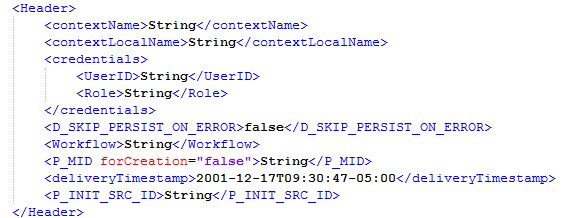 <Header>
<contextName>String</contextName>
<contextLocalName>String</contextLocalName>
<credentials>
<UserID>String</UserID>
<Role>String</Role>
</credentials>
<D_SKIP_PERSIST_ON_ERROR>false</D_SKIP_PERSIST_ON_ERROR>
<Workflow>String</Workflow>
<P_MID forCreation="false">String</P_MID>
<deliveryTimestamp>2001-12-17T09:30:47-05:00</deliveryTimestamp>
<P_INIT_SRC_ID>String</P_INIT_SRC_ID>
</Header>